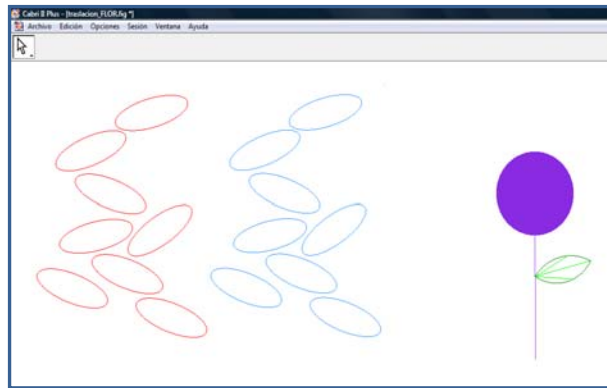 Cabri II Plus - [traslacion_FLOR.fig *]
Archivo Edición Opciones Sesión Ventana Ayuda